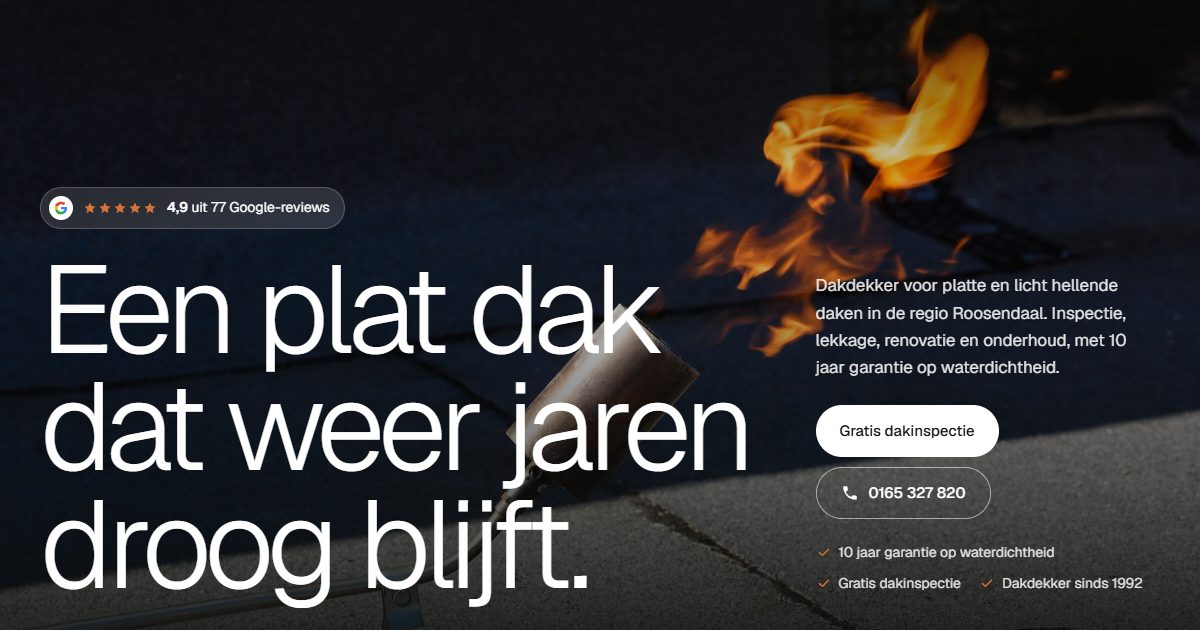 4,9 uit 77 Google-reviews
Een plat dak
dat weer jaren
droog blijft.
Dakdekker voor platte en licht hellende
daken in de regio Roosendaal. Inspectie,
lekkage, renovatie en onderhoud, met 10
jaar garantie op waterdichtheid.
Gratis dakinspectie
0165 327 820
10 jaar garantie op waterdichtheid
Gratis dakinspectie
Dakdekker sinds 1992